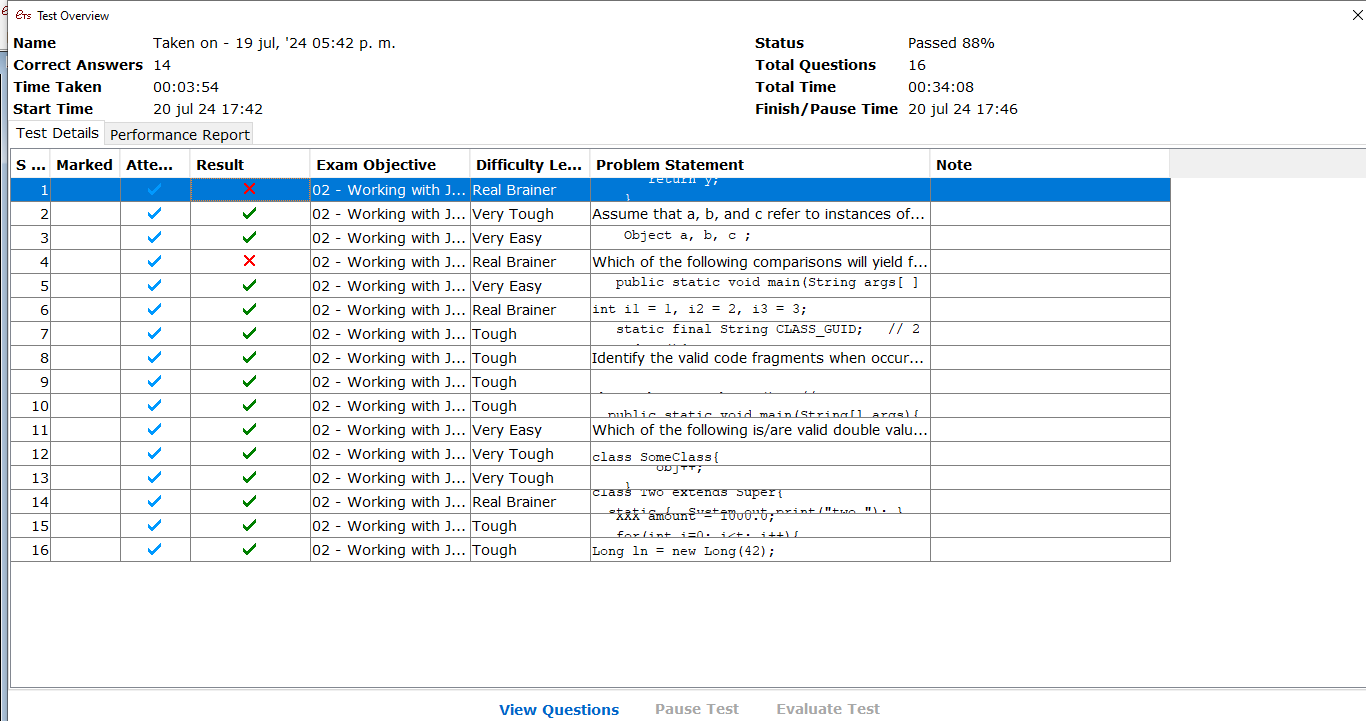 ETS Test Overview
Name Taken on - 19 jul, '24 05:42 p. m. Status Passed 88%
Correct Answers 14 Total Questions 16
Time Taken 00:03:54 Total Time 00:34:08
Start Time 20 jul 24 17:42 Finish/Pause Time 20 jul 24 17:46
Test Details Performance Report
S ... Marked Atte... Result Exam Objective Difficulty Le... Problem Statement Note
1 02 - Working with J... Real Brainer return y; }
2 02 - Working with J... Very Tough Assume that a, b, and c refer to instances of...
3 02 - Working with J... Very Easy Object a, b, c ;
4 02 - Working with J... Real Brainer Which of the following comparisons will yield f...
5 02 - Working with J... Very Easy public static void main(String args[ ]
6 02 - Working with J... Real Brainer int i1 = 1, i2 = 2, i3 = 3;
7 02 - Working with J... Tough static final String CLASS_GUID; // 2
8 02 - Working with J... Tough Identify the valid code fragments when occur...
9 02 - Working with J... Tough
10 02 - Working with J... Tough public static void main(String[] args){
11 02 - Working with J... Very Easy Which of the following is/are valid double valu...
12 02 - Working with J... Very Tough class SomeClass{
13 02 - Working with J... Very Tough obj++; }
14 02 - Working with J... Real Brainer class Two extends Super{
static { System.out.print("two "); }
15 02 - Working with J... Tough XXX amount = 1000.0;
for(int i=0; i<t; i++){
16 02 - Working with J... Tough Long ln = new Long(42);
View Questions Pause Test Evaluate Test